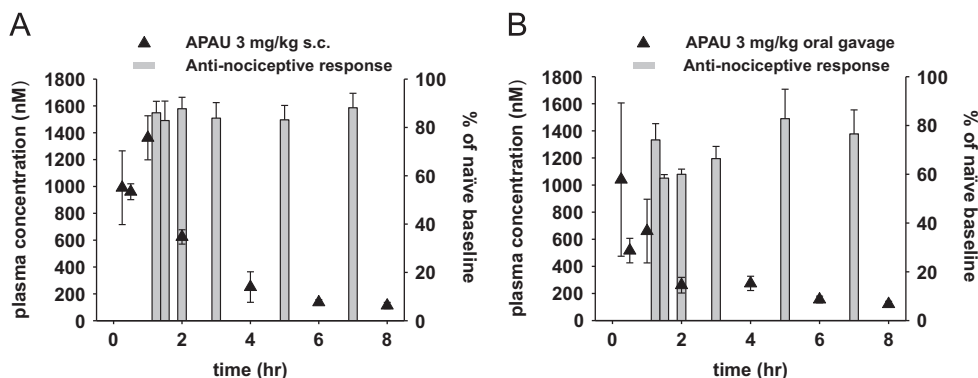 A
APAU 3 mg/kg s.c.
Anti-nociceptive response
plasma concentration (nM)
1800
1600
1400
1200
1000
800
600
400
200
0
100
80
60
40
20
0
% of naïve baseline
0 2 4 6 8
time (hr)
B
APAU 3 mg/kg oral gavage
Anti-nociceptive response
plasma concentration (nM)
1800
1600
1400
1200
1000
800
600
400
200
0
100
80
60
40
20
0
% of naïve baseline
0 2 4 6 8
time (hr)